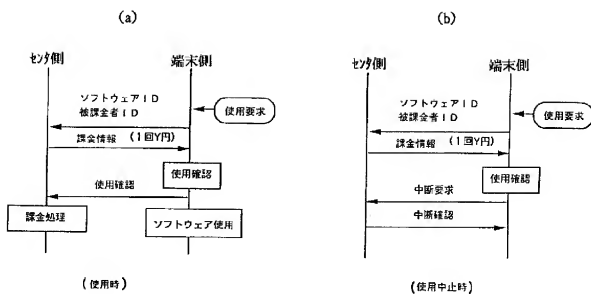 (a)
センタ側
端末側
ソフトウェアID
被課金者ID
使用要求
課金情報 (1回Y円)
使用確認
使用確認
課金処理
ソフトウェア使用
(使用時)
(b)
センタ側
端末側
ソフトウェアID
被課金者ID
使用要求
課金情報 (1回Y円)
使用確認
中断要求
中断確認
(使用中止時)